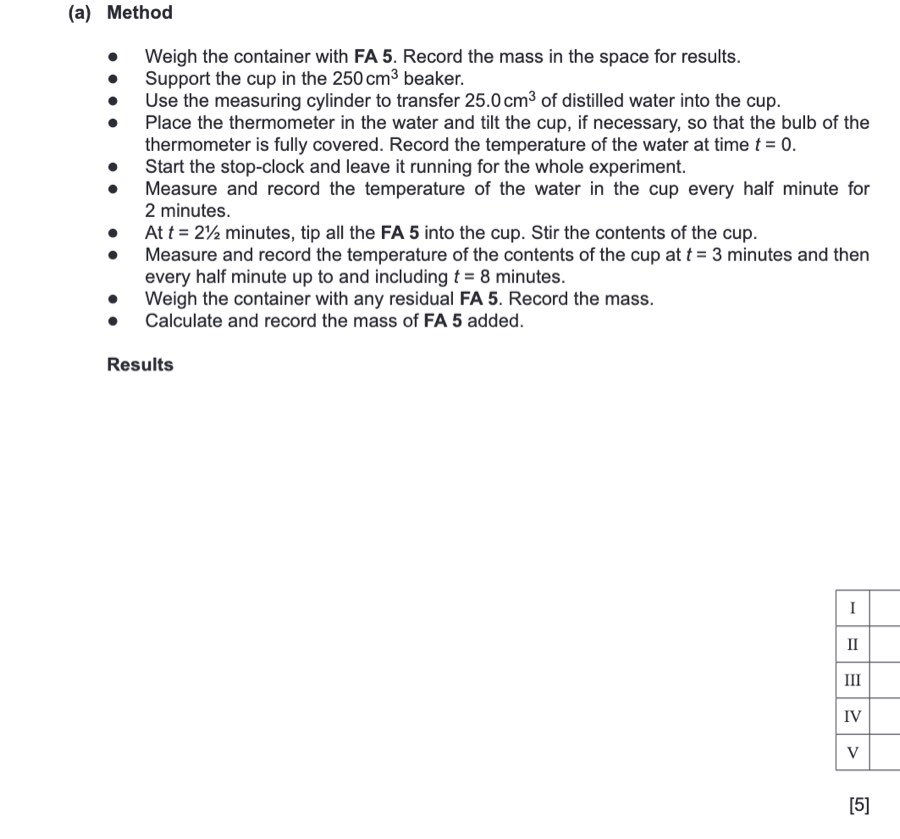 (a) Method
• Weigh the container with FA 5. Record the mass in the space for results.
• Support the cup in the 250 cm³ beaker.
• Use the measuring cylinder to transfer 25.0 cm³ of distilled water into the cup.
• Place the thermometer in the water and tilt the cup, if necessary, so that the bulb of the
thermometer is fully covered. Record the temperature of the water at time t = 0.
• Start the stop-clock and leave it running for the whole experiment.
• Measure and record the temperature of the water in the cup every half minute for
2 minutes.
• At t = 2½ minutes, tip all the FA 5 into the cup. Stir the contents of the cup.
• Measure and record the temperature of the contents of the cup at t = 3 minutes and then
every half minute up to and including t = 8 minutes.
• Weigh the container with any residual FA 5. Record the mass.
• Calculate and record the mass of FA 5 added.
Results
I
II
III
IV
V
[5]